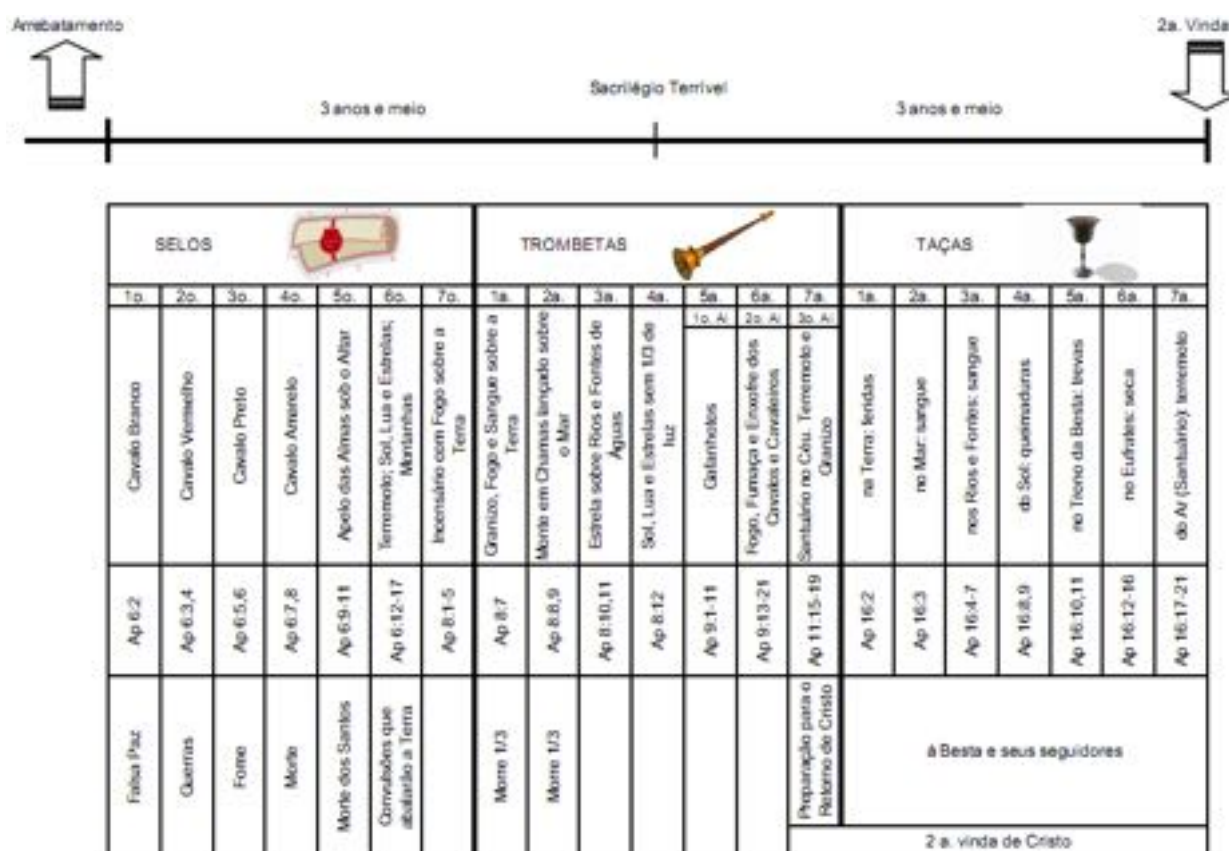 Arrebatamento
2a. Vinda
Sacrilégio Terrível
3 anos e meio
3 anos e meio
SELOS
TROMBETAS
TAÇAS
1o. 2o. 3o. 4o. 5o. 6o. 7o. 1a. 2a. 3a. 4a. 5a. 6a. 7a. 1a. 2a. 3a. 4a. 5a. 6a. 7a.
1o. Ai 2o. Ai 3o. Ai
Cavalo Branco
Cavalo Vermelho
Cavalo Preto
Cavalo Amarelo
Apelo das Almas sob o Altar
Terremoto; Sol, Lua e Estrelas;
Montanhas
Incensário com Fogo sobre a
Terra
Granizo, Fogo e Sangue sobre a
Terra
Monte em Chamas lançado sobre
o Mar
Estrela sobre Rios e Fontes de
Águas
Sol, Lua e Estrelas sem 1/3 de
luz
Gafanhotos
Fogo, Fumaça e Enxofre dos
Cavalos e Cavaleiros
Santuário no Céu. Terremoto e
Granizo
na Terra: feridas
no Mar: sangue
nos Rios e Fontes: sangue
do Sol: queimaduras
no Trono da Besta: trevas
no Eufrates: seca
do Ar (Santuário): terremoto
Ap 6:2
Ap 6:3,4
Ap 6:5,6
Ap 6:7,8
Ap 6:9-11
Ap 6:12-17
Ap 8:1-5
Ap 8:7
Ap 8:8,9
Ap 8:10,11
Ap 8:12
Ap 9:1-11
Ap 9:13-21
Ap 11:15-19
Ap 16:2
Ap 16:3
Ap 16:4-7
Ap 16:8,9
Ap 16:10,11
Ap 16:12-16
Ap 16:17-21
Falsa Paz
Guerras
Fome
Morte
Morte dos Santos
Convulsões que
abalarão a Terra
Morre 1/3
Morre 1/3
Preparação para o
Retorno de Cristo
à Besta e seus seguidores
2 a. vinda de Cristo